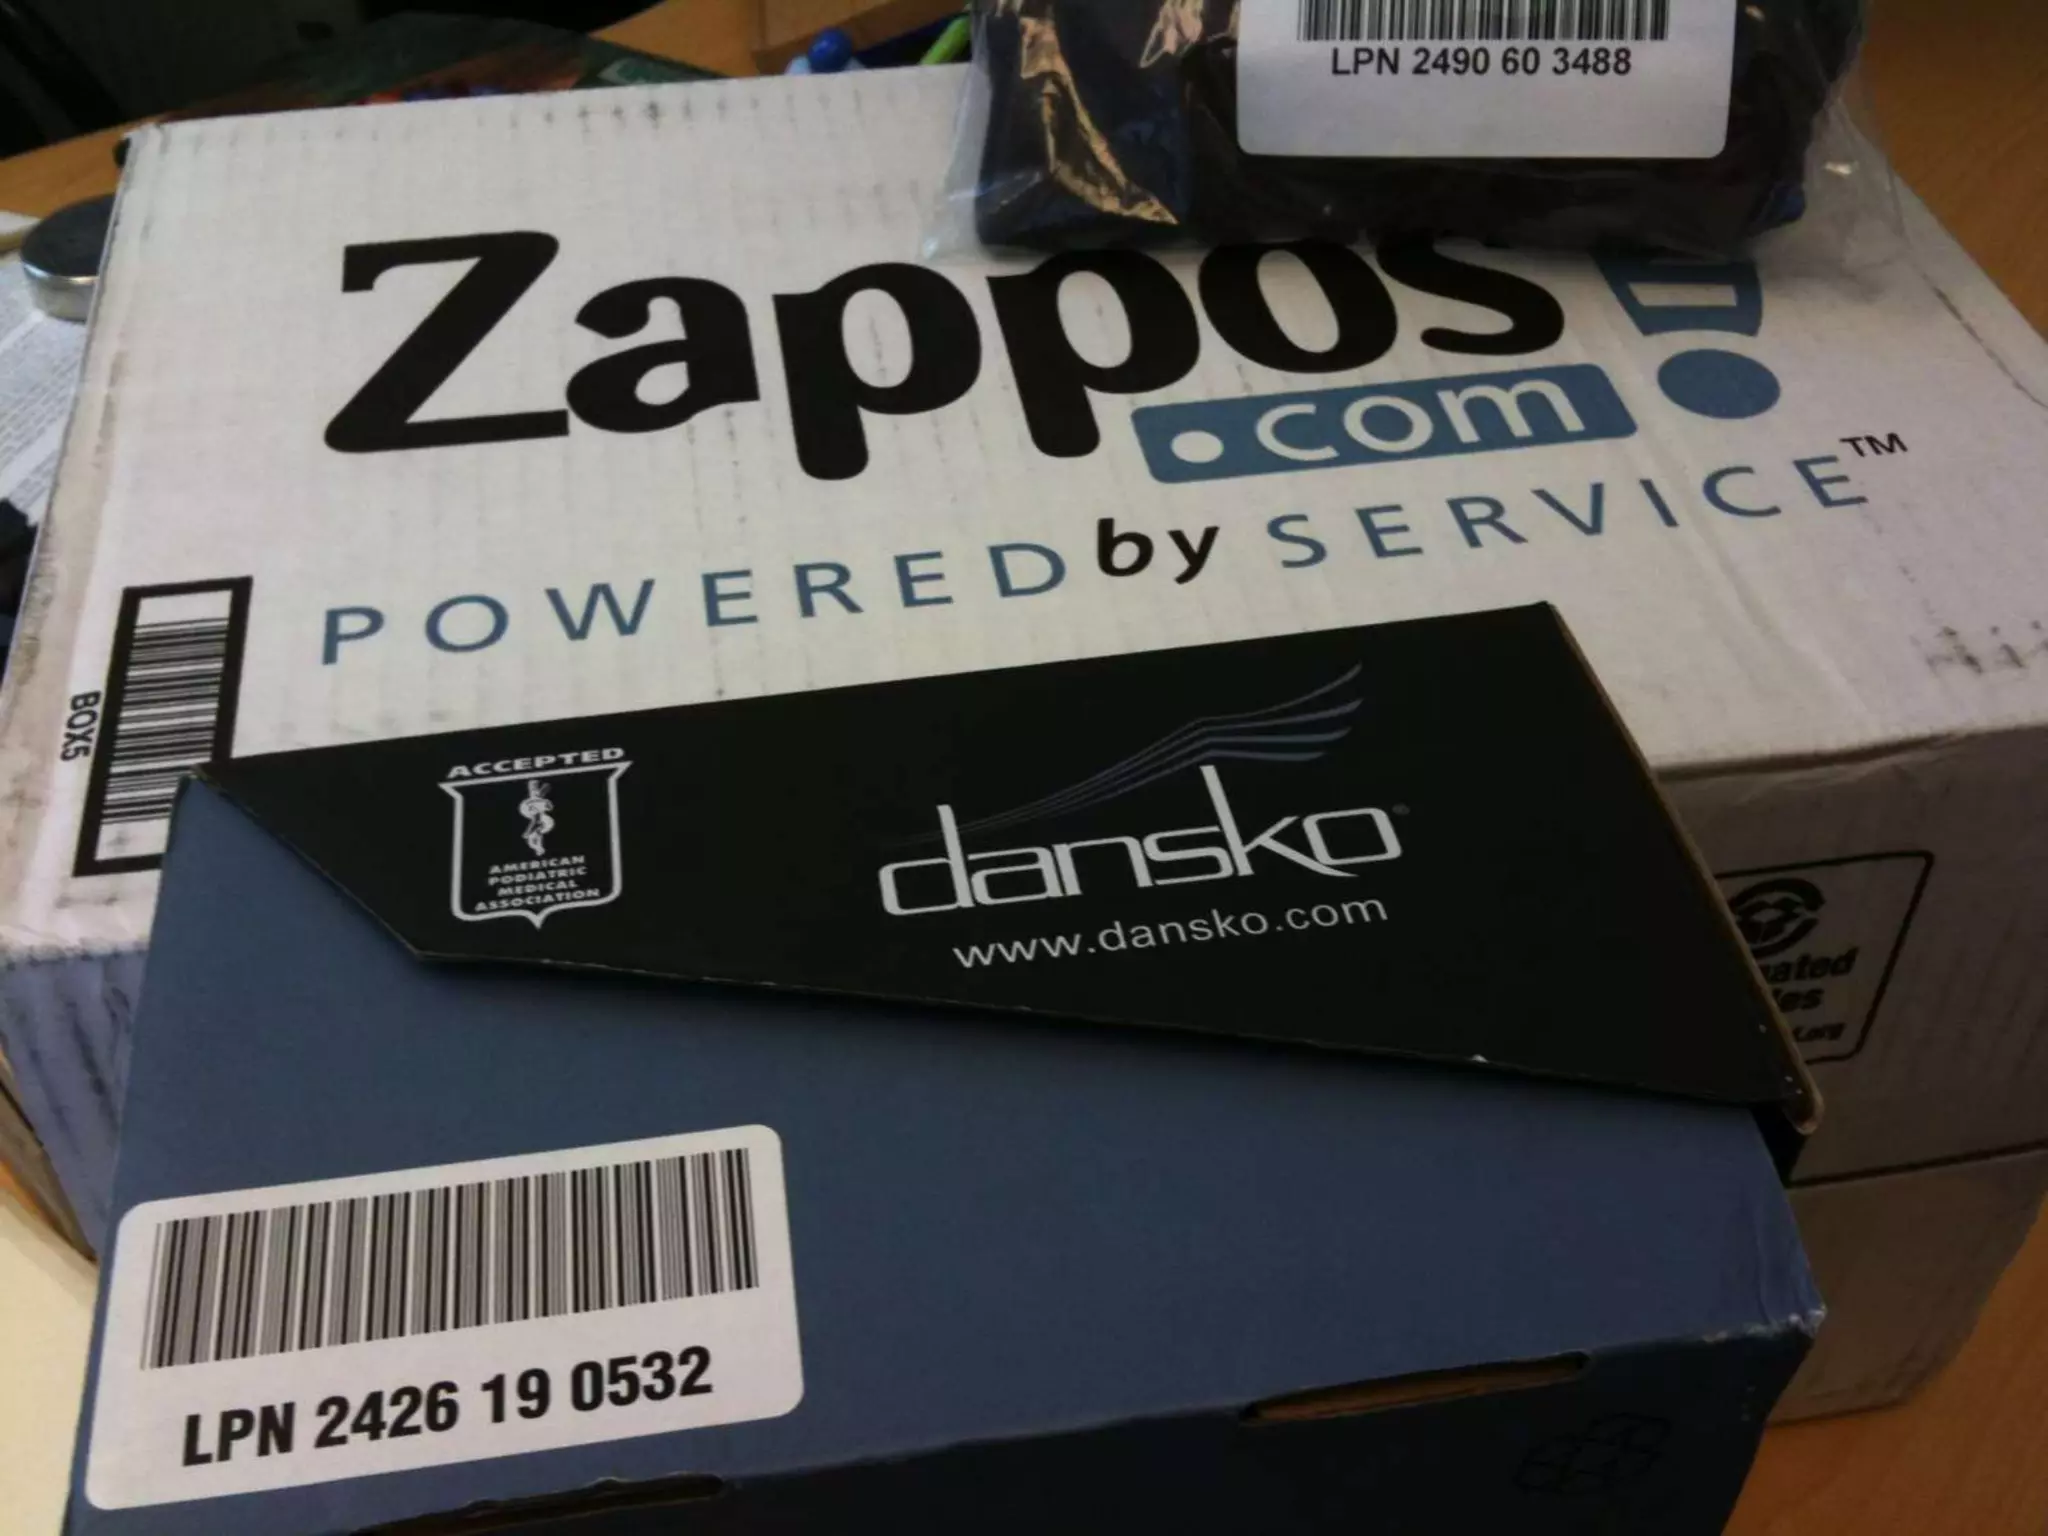 LPN 2490 60 3488
Zappos
.com
POWERED by SERVICE™
BOX5
ACCEPTED
AMERICAN
PODIATRIC
MEDICAL
ASSOCIATION
dansko®
www.dansko.com
LPN 2426 19 0532